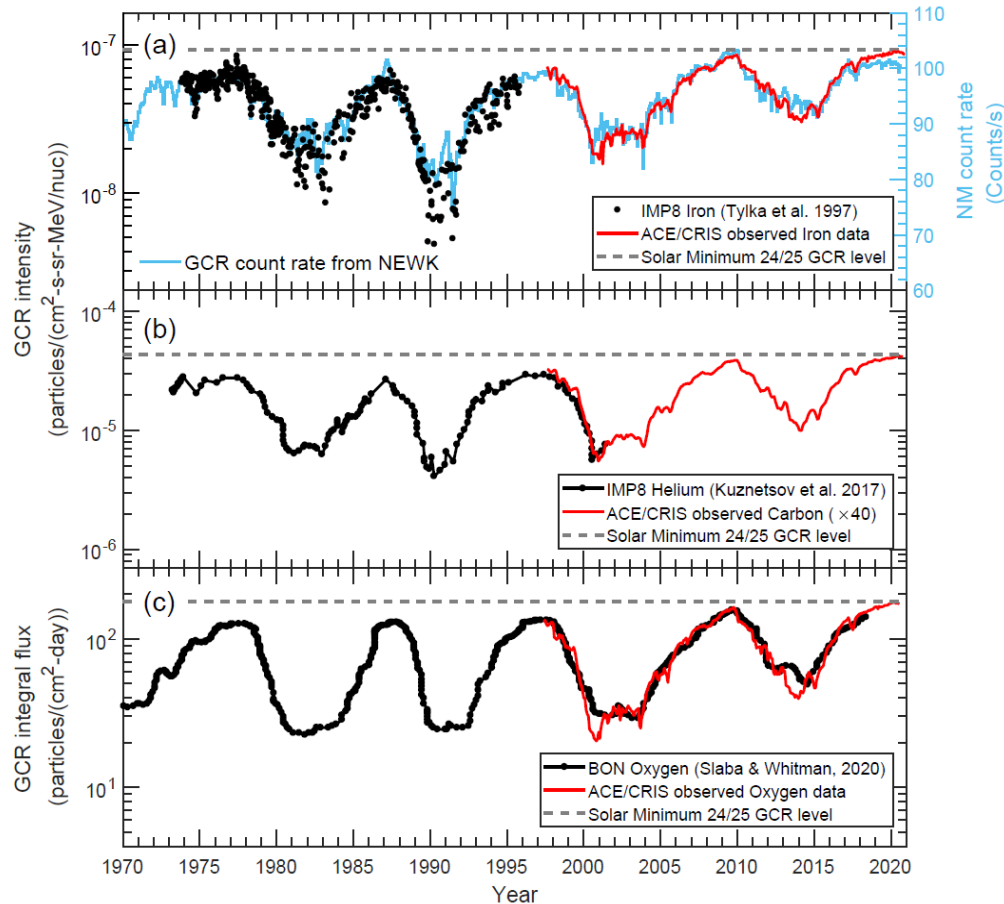 (a)
10^-7
10^-8
110
100
90
80
70
60
NM count rate
(Counts/s)
IMP8 Iron (Tylka et al. 1997)
ACE/CRIS observed Iron data
Solar Minimum 24/25 GCR level
GCR count rate from NEWK
GCR intensity
(particles/(cm²-s-sr-MeV/nuc))
(b)
10^-4
10^-5
10^-6
IMP8 Helium (Kuznetsov et al. 2017)
ACE/CRIS observed Carbon ( ×40)
Solar Minimum 24/25 GCR level
(c)
10^2
10^1
GCR integral flux
(particles/(cm²-day))
BON Oxygen (Slaba & Whitman, 2020)
ACE/CRIS observed Oxygen data
Solar Minimum 24/25 GCR level
1970 1975 1980 1985 1990 1995 2000 2005 2010 2015 2020
Year